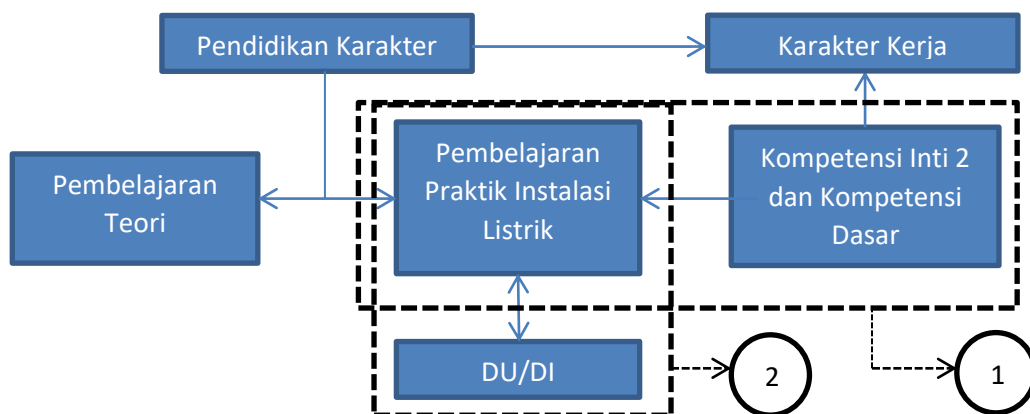 Pendidikan Karakter
Karakter Kerja
Pembelajaran
Teori
Pembelajaran
Praktik Instalasi
Listrik
Kompetensi Inti 2
dan Kompetensi
Dasar
DU/DI
2
1